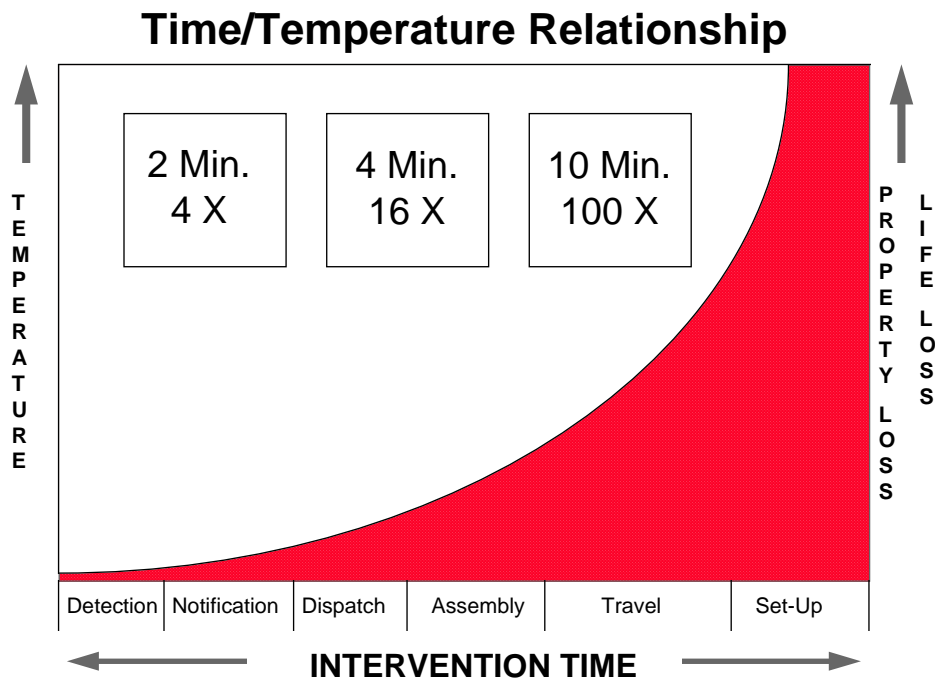 Time/Temperature Relationship
2 Min.
4 X
4 Min.
16 X
10 Min.
100 X
TEMPERATURE
PROPERTY LOSS
LIFE LOSS
Detection
Notification
Dispatch
Assembly
Travel
Set-Up
INTERVENTION TIME